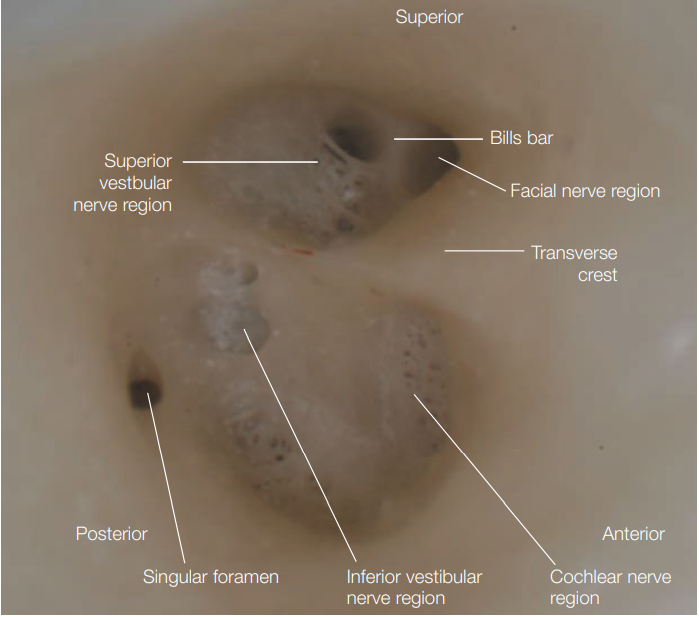 Superior
Bills bar
Superior
vestbular
nerve region
Facial nerve region
Transverse
crest
Posterior
Anterior
Singular foramen
Inferior vestibular
nerve region
Cochlear nerve
region